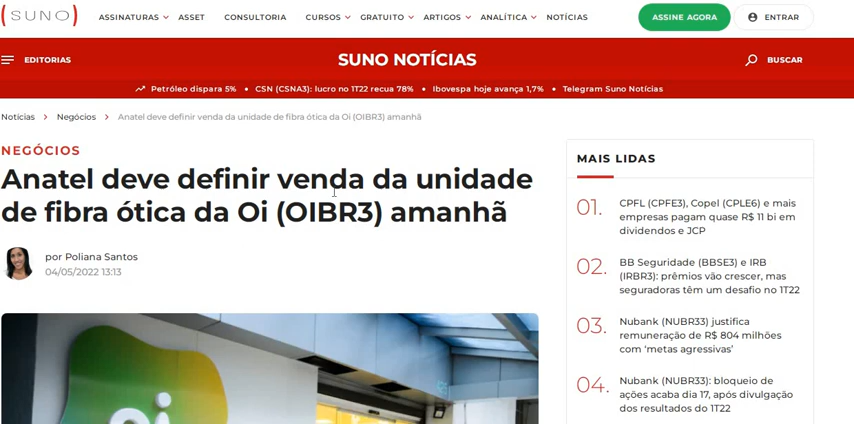 (SUNO)
ASSINATURAS ASSET CONSULTORIA CURSOS GRATUITO ARTIGOS ANALÍTICA NOTÍCIAS ASSINE AGORA ENTRAR
EDITORIAS SUNO NOTÍCIAS BUSCAR
Petróleo dispara 5% • CSN (CSNA3): lucro no 1T22 recua 78% • Ibovespa hoje avança 1,7% • Telegram Suno Notícias
Notícias > Negócios > Anatel deve definir venda da unidade de fibra ótica da Oi (OIBR3) amanhã
NEGÓCIOS
Anatel deve definir venda da unidade
de fibra ótica da Oi (OIBR3) amanhã
por Poliana Santos
04/05/2022 13:13
oi
MAIS LIDAS
01. CPFL (CPFE3), Copel (CPLE6) e mais
empresas pagam quase R$ 11 bi em
dividendos e JCP
02. BB Seguridade (BBSE3) e IRB
(IRBR3): prêmios vão crescer, mas
seguradoras têm um desafio no 1T22
03. Nubank (NUBR33) justifica
remuneração de R$ 804 milhões
com ‘metas agressivas’
04. Nubank (NUBR33): bloqueio de
ações acaba dia 17, após divulgação
dos resultados do 1T22